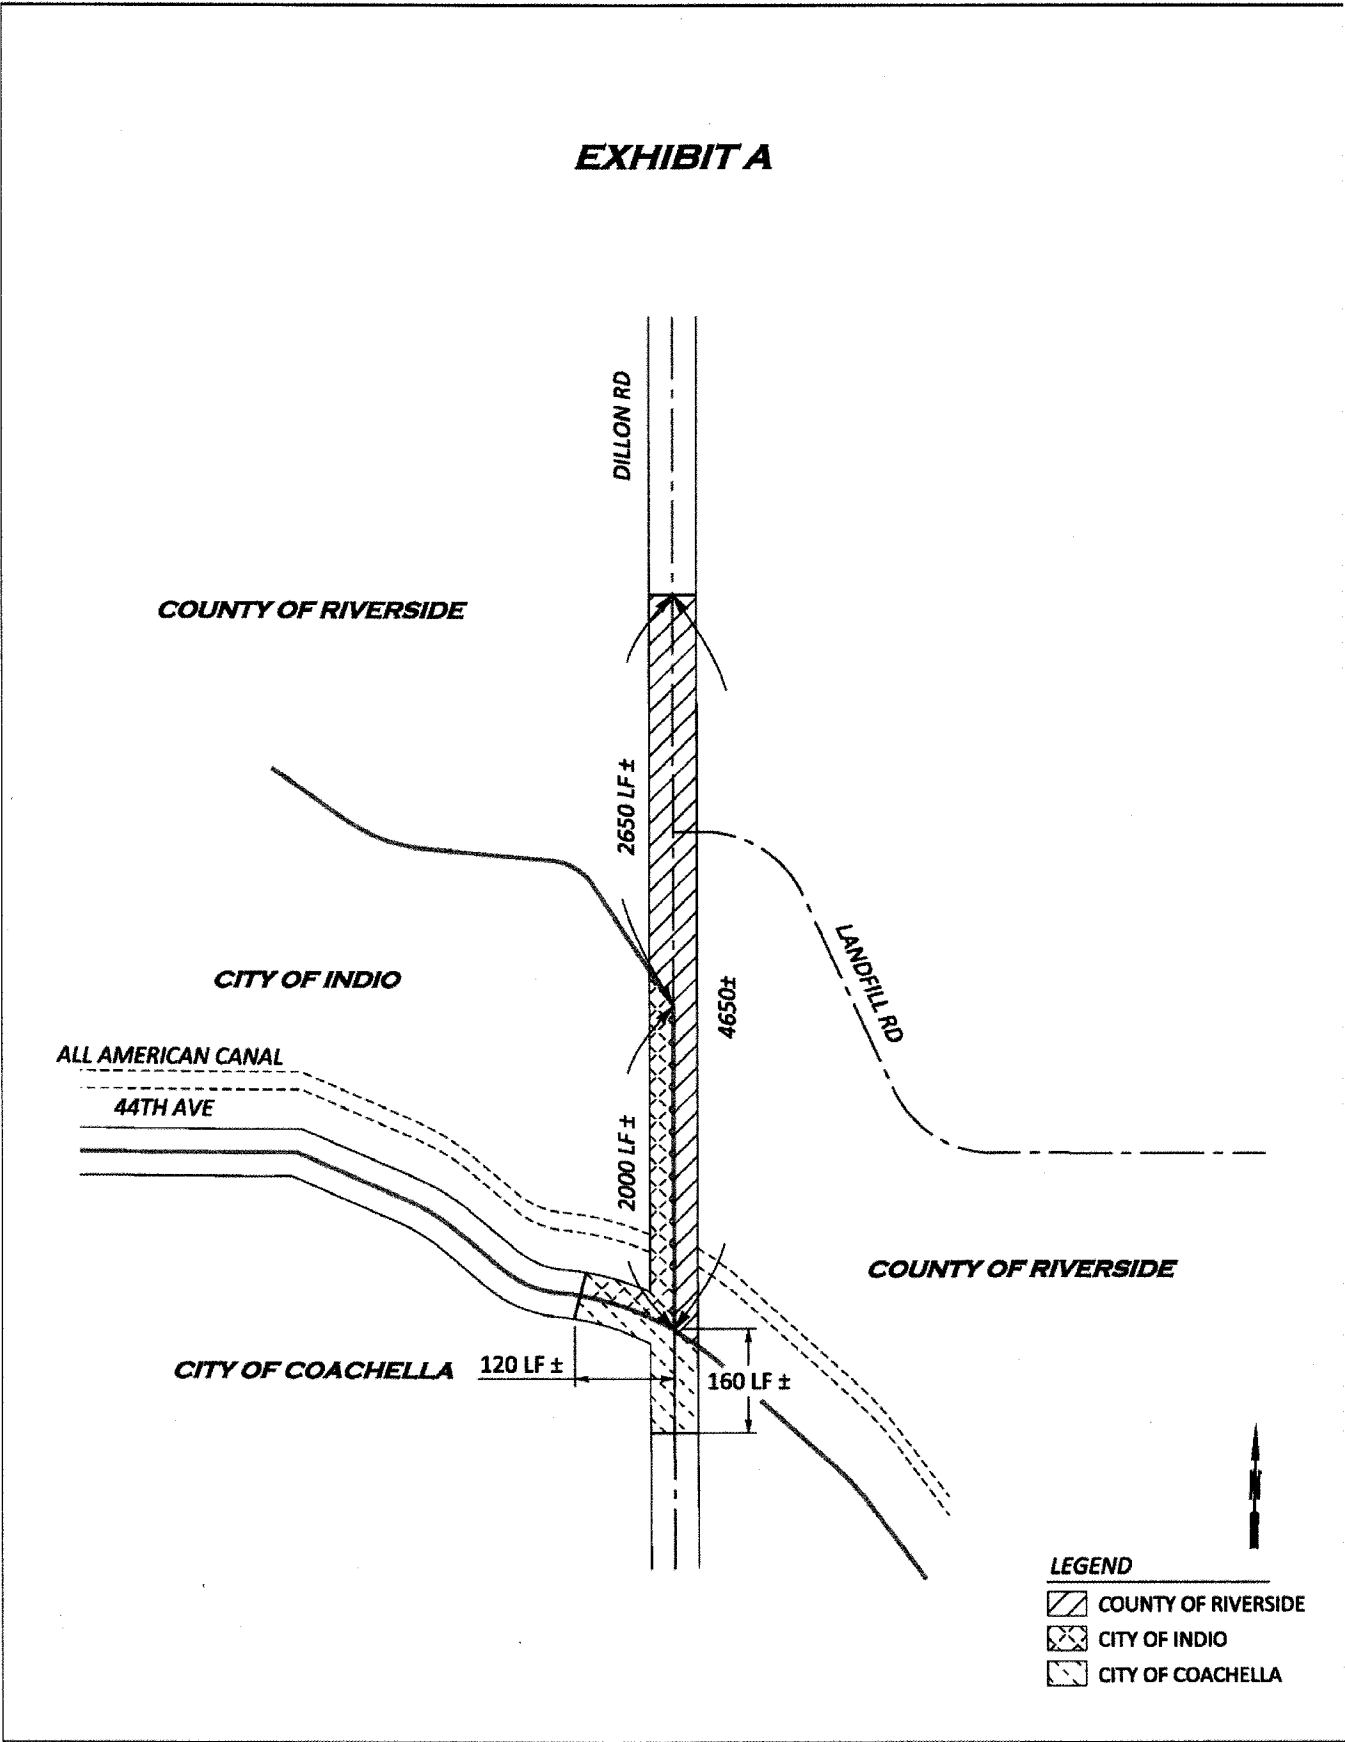 EXHIBIT A
DILLON RD
COUNTY OF RIVERSIDE
2650 LF ±
LANDFILL RD
CITY OF INDIO
4650±
ALL AMERICAN CANAL
44TH AVE
2000 LF ±
COUNTY OF RIVERSIDE
CITY OF COACHELLA
120 LF ±
160 LF ±
N
LEGEND
COUNTY OF RIVERSIDE
CITY OF INDIO
CITY OF COACHELLA